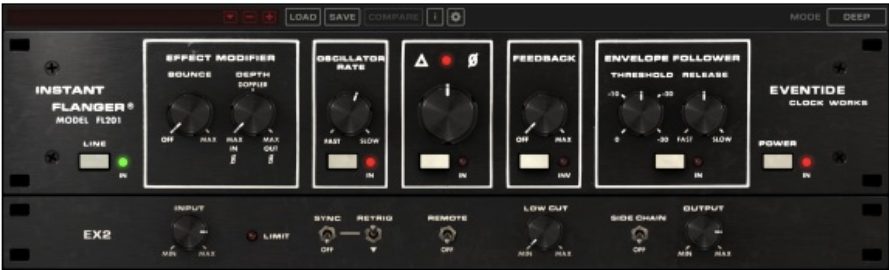 LOAD SAVE COMPARE i MODE DEEP
INSTANT
FLANGER®
MODEL FL201
LINE
IN
EFFECT MODIFIER
BOUNCE DEPTH
DOPPLER
OFF MAX MAX MAX
IN OUT
OSCILLATOR
RATE
FAST SLOW
IN
Δ Ø
IN
FEEDBACK
OFF MAX
INV
ENVELOPE FOLLOWER
THRESHOLD RELEASE
-10 -20
0 -30 FAST SLOW
IN
EVENTIDE
CLOCK WORKS
POWER
IN
EX2
INPUT
MIN MAX
LIMIT
SYNC RETRIG
OFF
REMOTE
OFF
LOW CUT
MIN MAX
SIDE CHAIN
OFF
OUTPUT
MIN MAX